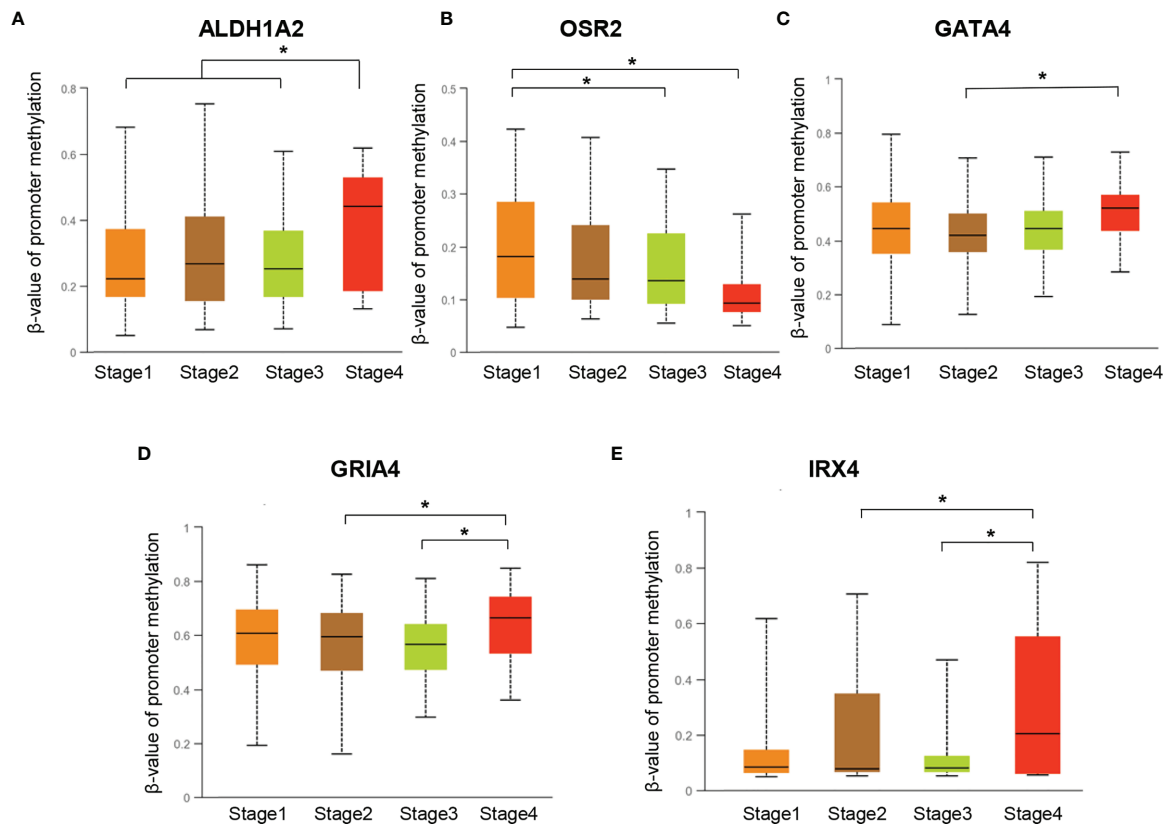 A
ALDH1A2
*
β-value of promoter methylation
0.8
0.6
0.4
0.2
0
Stage1 Stage2 Stage3 Stage4
B
OSR2
*
*
β-value of promoter methylation
0.5
0.4
0.3
0.2
0.1
0
Stage1 Stage2 Stage3 Stage4
C
GATA4
*
β-value of promoter methylation
1
0.8
0.6
0.4
0.2
0
Stage1 Stage2 Stage3 Stage4
D
GRIA4
*
*
β-value of promoter methylation
1
0.8
0.6
0.4
0.2
0
Stage1 Stage2 Stage3 Stage4
E
IRX4
*
*
β-value of promoter methylation
1
0.8
0.6
0.4
0.2
0
Stage1 Stage2 Stage3 Stage4